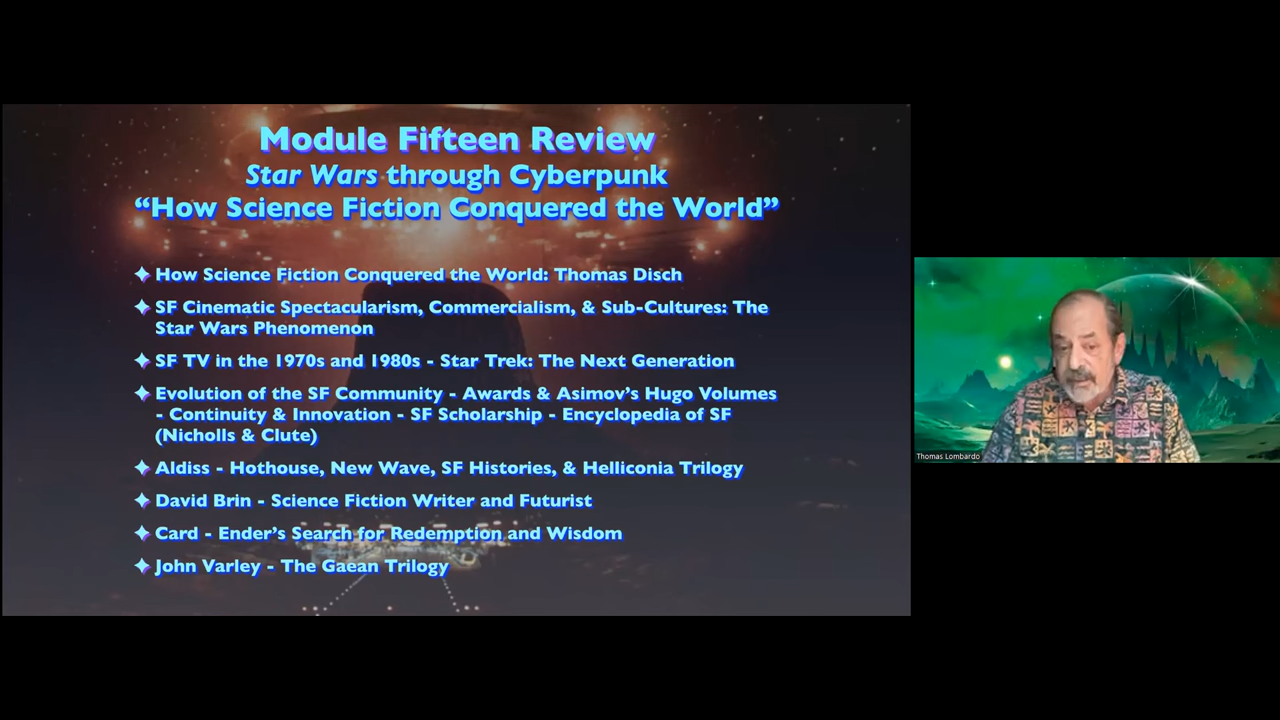 Module Fifteen Review
Star Wars through Cyberpunk
“How Science Fiction Conquered the World”
✦ How Science Fiction Conquered the World: Thomas Disch
✦ SF Cinematic Spectacularism, Commercialism, & Sub-Cultures: The
Star Wars Phenomenon
✦ SF TV in the 1970s and 1980s - Star Trek: The Next Generation
✦ Evolution of the SF Community - Awards & Asimov’s Hugo Volumes
- Continuity & Innovation - SF Scholarship - Encyclopedia of SF
(Nicholls & Clute)
✦ Aldiss - Hothouse, New Wave, SF Histories, & Helliconia Trilogy
✦ David Brin - Science Fiction Writer and Futurist
✦ Card - Ender’s Search for Redemption and Wisdom
✦ John Varley - The Gaean Trilogy
Thomas Lombardo